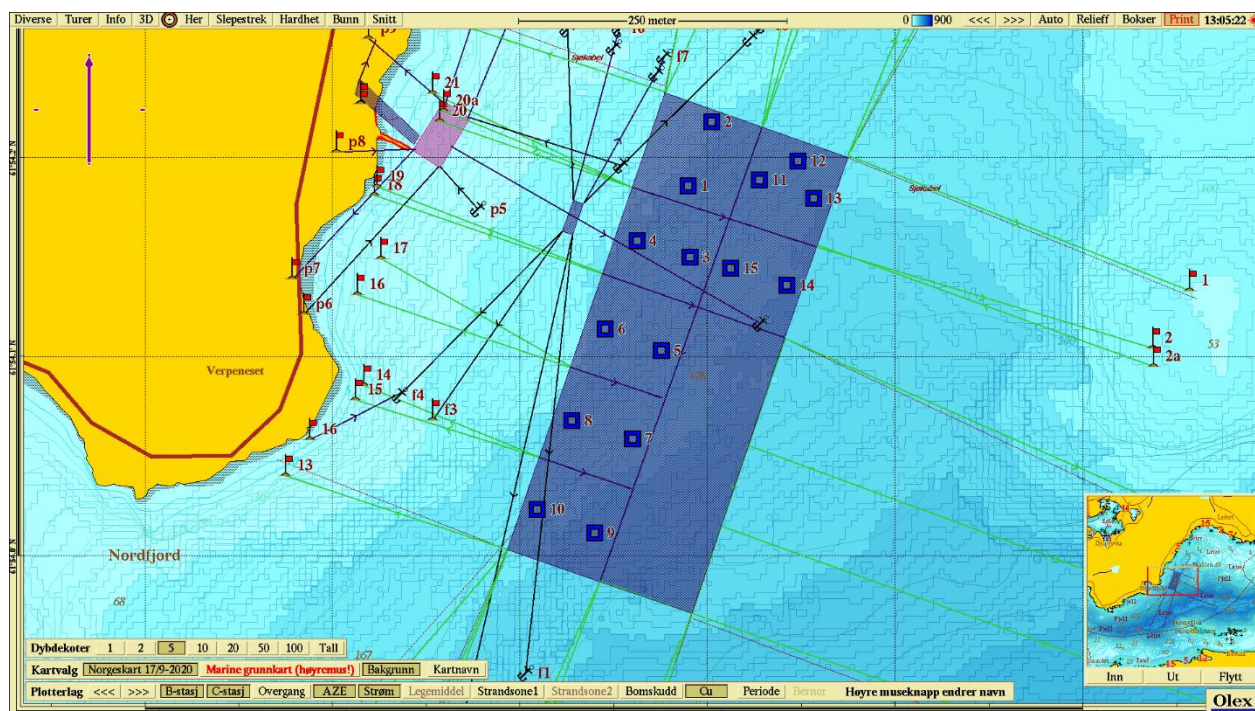 Diverse Turer Info 3D Her Slepestrek Hardhet Bunn Snitt 250 meter 0 900 <<< >>> Auto Relieff Bokser Print 13:05:22
p9
f7
Sjøkabel
21
20a
20
2
p8
12
19
18
1
11
13
Sjøkabel
100
p5
17
4
3
15
p7
16
14
1
p6
6
2
5
53
2a
Verpeneset
14
15
f4
f3
16
8
7
13
10
9
Nordfjord
68
167
f1
Dybdekoter 1 2 5 10 20 50 100 Tall
Kartvalg Norgeskart 17/9-2020 Marine grunnkart (høyremus!) Bakgrunn Kartnavn
Inn Ut Flytt
Plotterlag <<< >>> B-stasj C-stasj Overgang AZE Strøm Legemiddel Strandsone1 Strandsone2 Bomskudd Cu Periode Berner Høyre museknapp endrer navn
Olex